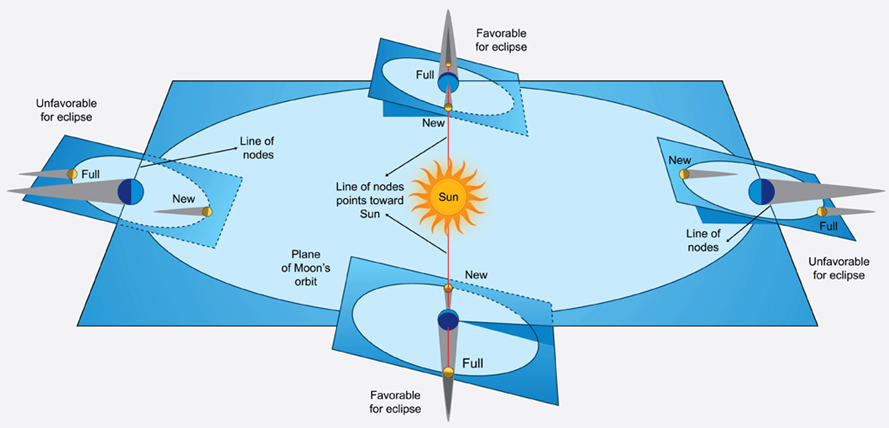 Favorable
for eclipse
Full
New
Unfavorable
for eclipse
Line of
nodes
Full
New
Line of nodes
points toward
Sun
Sun
New
Full
Line of
nodes
Unfavorable
for eclipse
Plane
of Moon's
orbit
New
Full
Favorable
for eclipse